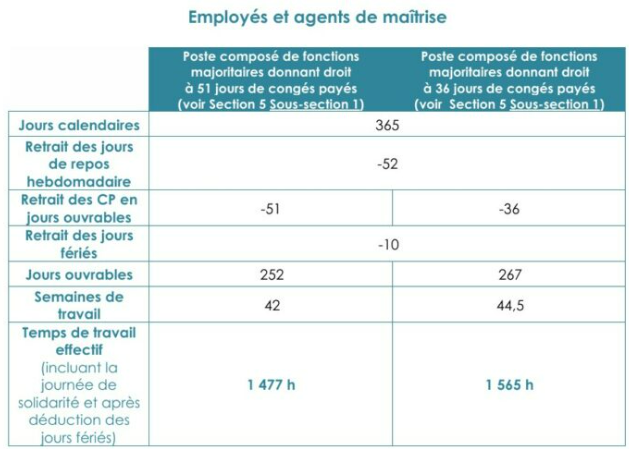 Employés et agents de maîtrise
Poste composé de fonctions
majoritaires donnant droit
à 51 jours de congés payés
(voir Section 5 Sous-section 1)
Poste composé de fonctions
majoritaires donnant droit
à 36 jours de congés payés
(voir Section 5 Sous-section 1)
Jours calendaires
365
Retrait des jours
de repos
hebdomadaire
-52
Retrait des CP en
jours ouvrables
-51
-36
Retrait des jours
fériés
-10
Jours ouvrables
252
267
Semaines de
travail
42
44,5
Temps de travail
effectif
(incluant la
journée de
solidarité et après
déduction des
jours fériés)
1 477 h
1 565 h